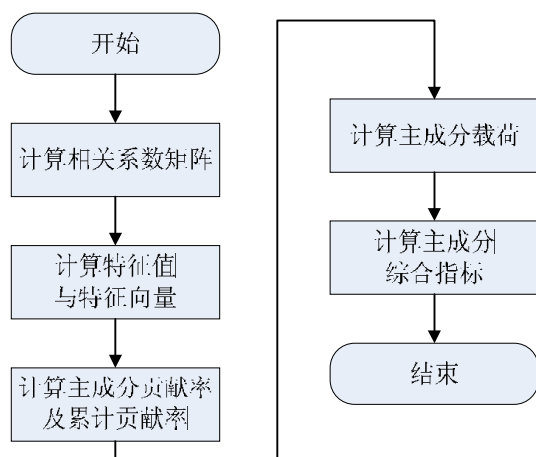 开始
计算相关系数矩阵
计算特征值
与特征向量
计算主成分贡献率
及累计贡献率
计算主成分载荷
计算主成分
综合指标
结束